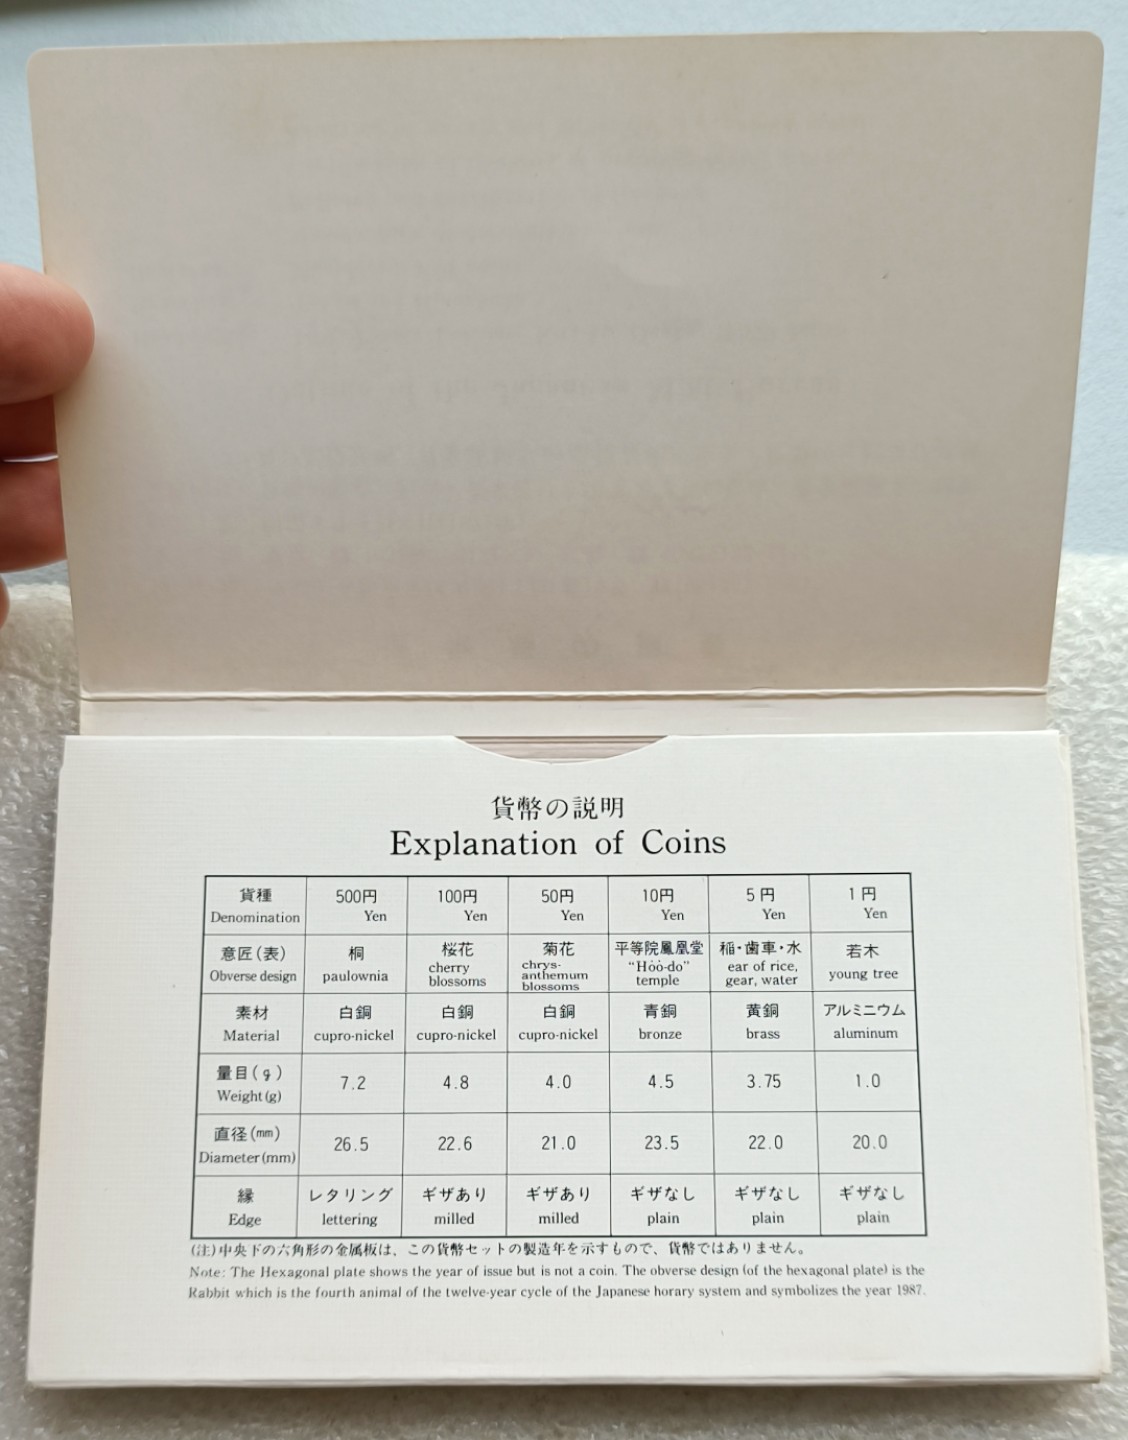 貨幣の説明
Explanation of Coins
貨種 500円 100円 50円 10円 5円 1円
Denomination Yen Yen Yen Yen Yen Yen
意匠(表) 桐 桜花 菊花 平等院鳳凰堂 稲・歯車・水 若木
Obverse design paulownia cherry blossoms chrys-anthemum blossoms "Hōō-do" temple ear of rice, gear, water young tree
素材 白銅 白銅 白銅 青銅 黄銅 アルミニウム
Material cupro-nickel cupro-nickel cupro-nickel bronze brass aluminum
量目(g) 7.2 4.8 4.0 4.5 3.75 1.0
Weight(g)
直径(㎜) 26.5 22.6 21.0 23.5 22.0 20.0
Diameter(mm)
縁 レタリング ギザあり ギザあり ギザなし ギザなし ギザなし
Edge lettering milled milled plain plain plain
(注)中央下の六角形の金属板は、この貨幣セットの製造年を示すもので、貨幣ではありません。
Note: The Hexagonal plate shows the year of issue but is not a coin. The obverse design (of the hexagonal plate) is the
Rabbit which is the fourth animal of the twelve-year cycle of the Japanese horary system and symbolizes the year 1987.